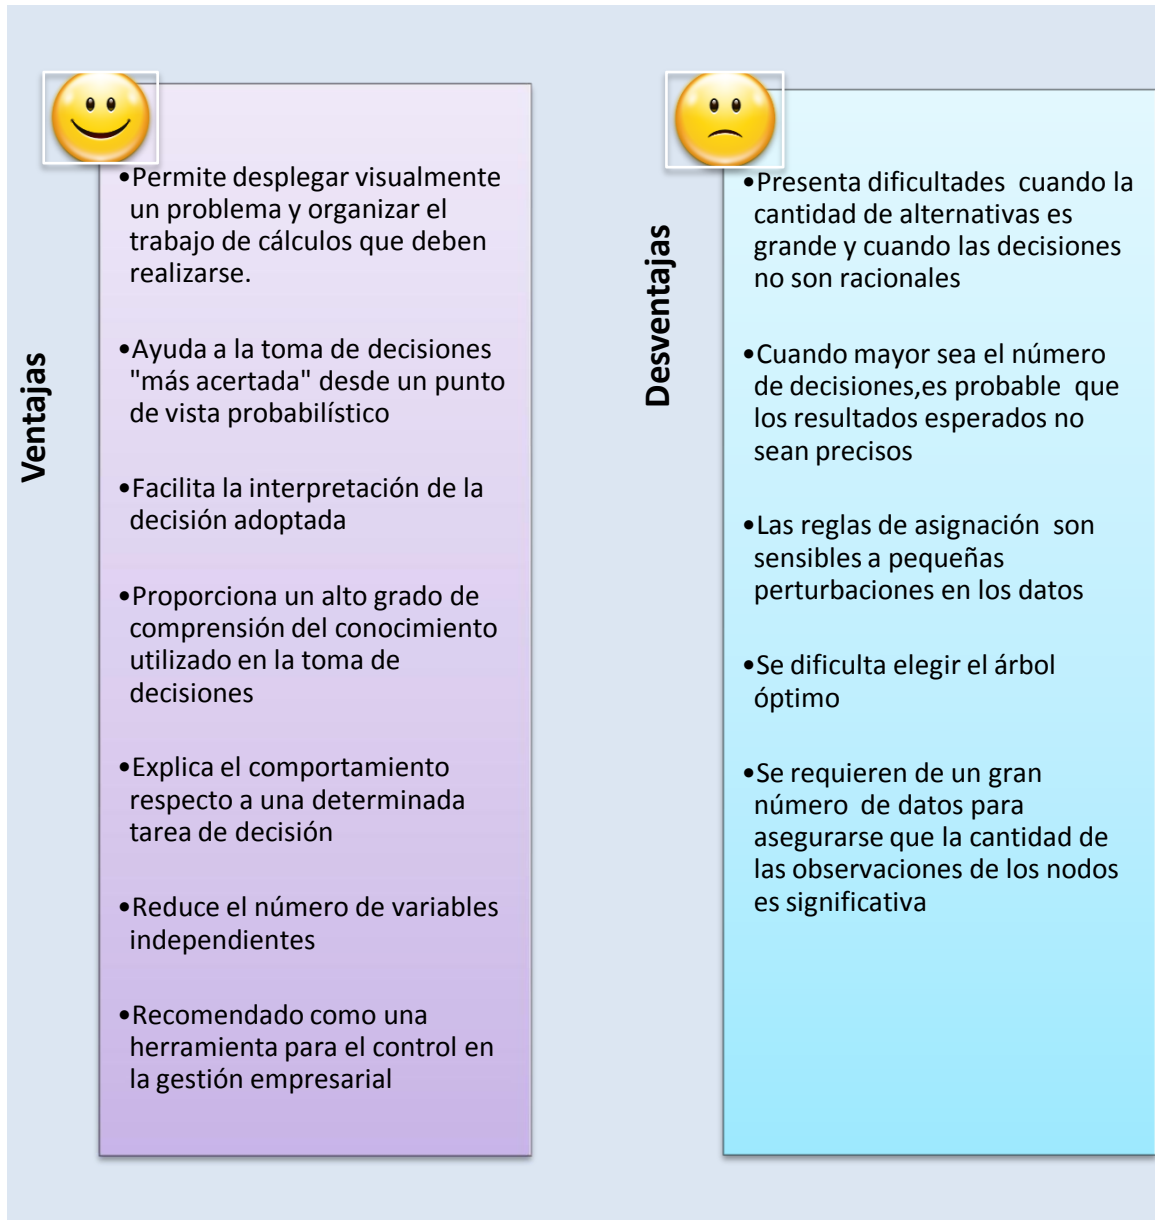 Ventajas
•Permite desplegar visualmente
un problema y organizar el
trabajo de cálculos que deben
realizarse.
•Ayuda a la toma de decisiones
"más acertada" desde un punto
de vista probabilístico
•Facilita la interpretación de la
decisión adoptada
•Proporciona un alto grado de
comprensión del conocimiento
utilizado en la toma de
decisiones
•Explica el comportamiento
respecto a una determinada
tarea de decisión
•Reduce el número de variables
independientes
•Recomendado como una
herramienta para el control en
la gestión empresarial
Desventajas
•Presenta dificultades cuando la
cantidad de alternativas es
grande y cuando las decisiones
no son racionales
•Cuando mayor sea el número
de decisiones,es probable que
los resultados esperados no
sean precisos
•Las reglas de asignación son
sensibles a pequeñas
perturbaciones en los datos
•Se dificulta elegir el árbol
óptimo
•Se requieren de un gran
número de datos para
asegurarse que la cantidad de
las observaciones de los nodos
es significativa